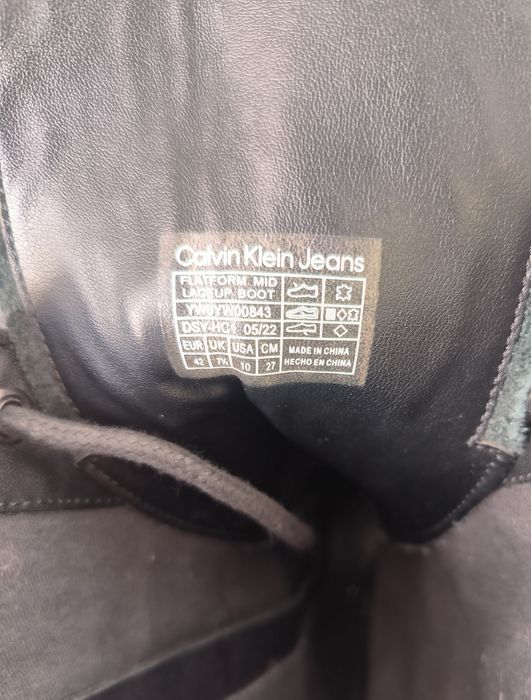 Calvin Klein Jeans
FLATFORM MID
LACEUP BOOT
YW0YW00843
DSY-HC 05/22
EUR UK USA CM
42 7½ 10 27
MADE IN CHINA
HECHO EN CHINA